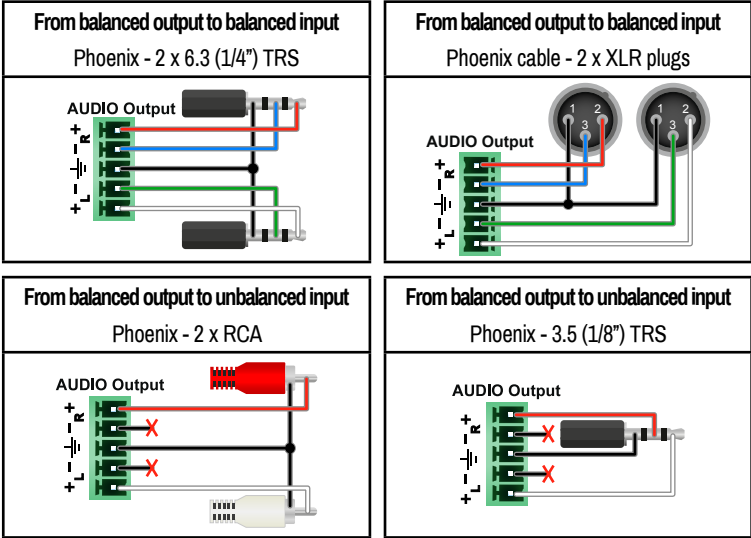 From balanced output to balanced input
Phoenix - 2 x 6.3 (1/4”) TRS
AUDIO Output
+
R
-
-
L
+
From balanced output to balanced input
Phoenix cable - 2 x XLR plugs
1 2
3
1 2
3
AUDIO Output
+
R
-
-
L
+
From balanced output to unbalanced input
Phoenix - 2 x RCA
AUDIO Output
+
R
-
-
L
+
From balanced output to unbalanced input
Phoenix - 3.5 (1/8”) TRS
AUDIO Output
+
R
-
-
L
+